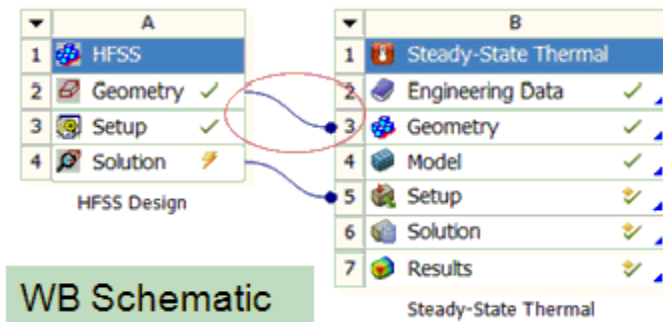 A
1 HFSS
2 Geometry
3 Setup
4 Solution
HFSS Design
B
1 Steady-State Thermal
2 Engineering Data
3 Geometry
4 Model
5 Setup
6 Solution
7 Results
Steady-State Thermal
WB Schematic